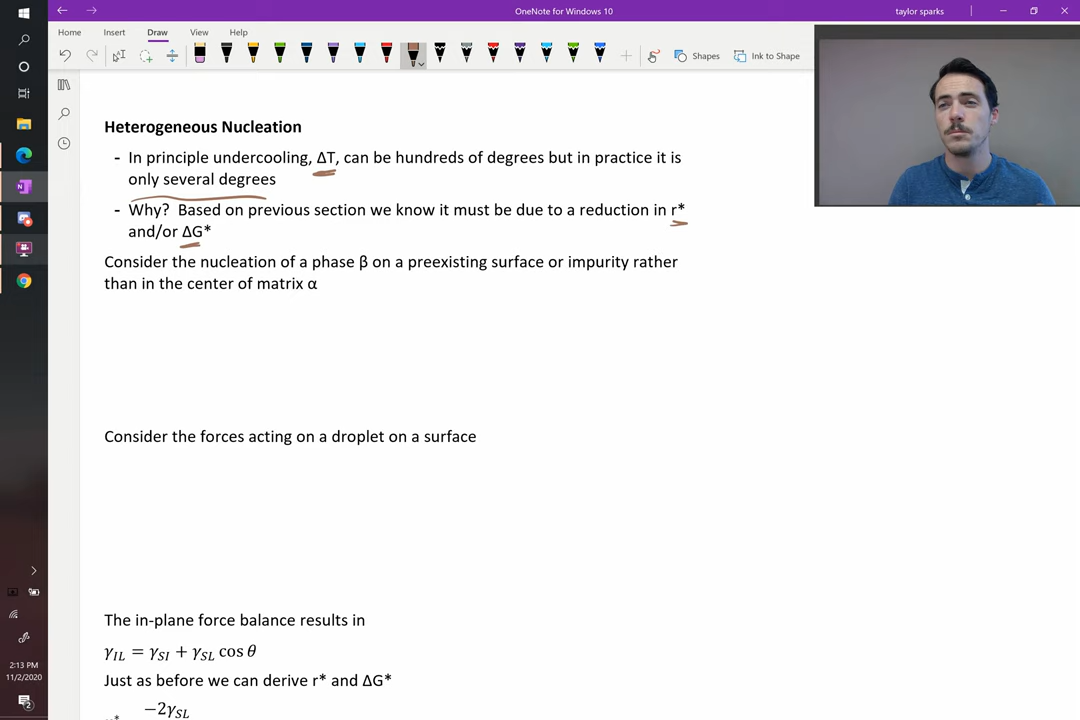 OneNote for Windows 10
taylor sparks
Home Insert Draw View Help
Shapes Ink to Shape
Heterogeneous Nucleation
- In principle undercooling, ΔT, can be hundreds of degrees but in practice it is
only several degrees
- Why? Based on previous section we know it must be due to a reduction in r*
and/or ΔG*
Consider the nucleation of a phase β on a preexisting surface or impurity rather
than in the center of matrix α
Consider the forces acting on a droplet on a surface
The in-plane force balance results in
γ_IL = γ_SI + γ_SL cos θ
Just as before we can derive r* and ΔG*
−2γ_SL
2:13 PM
11/2/2020